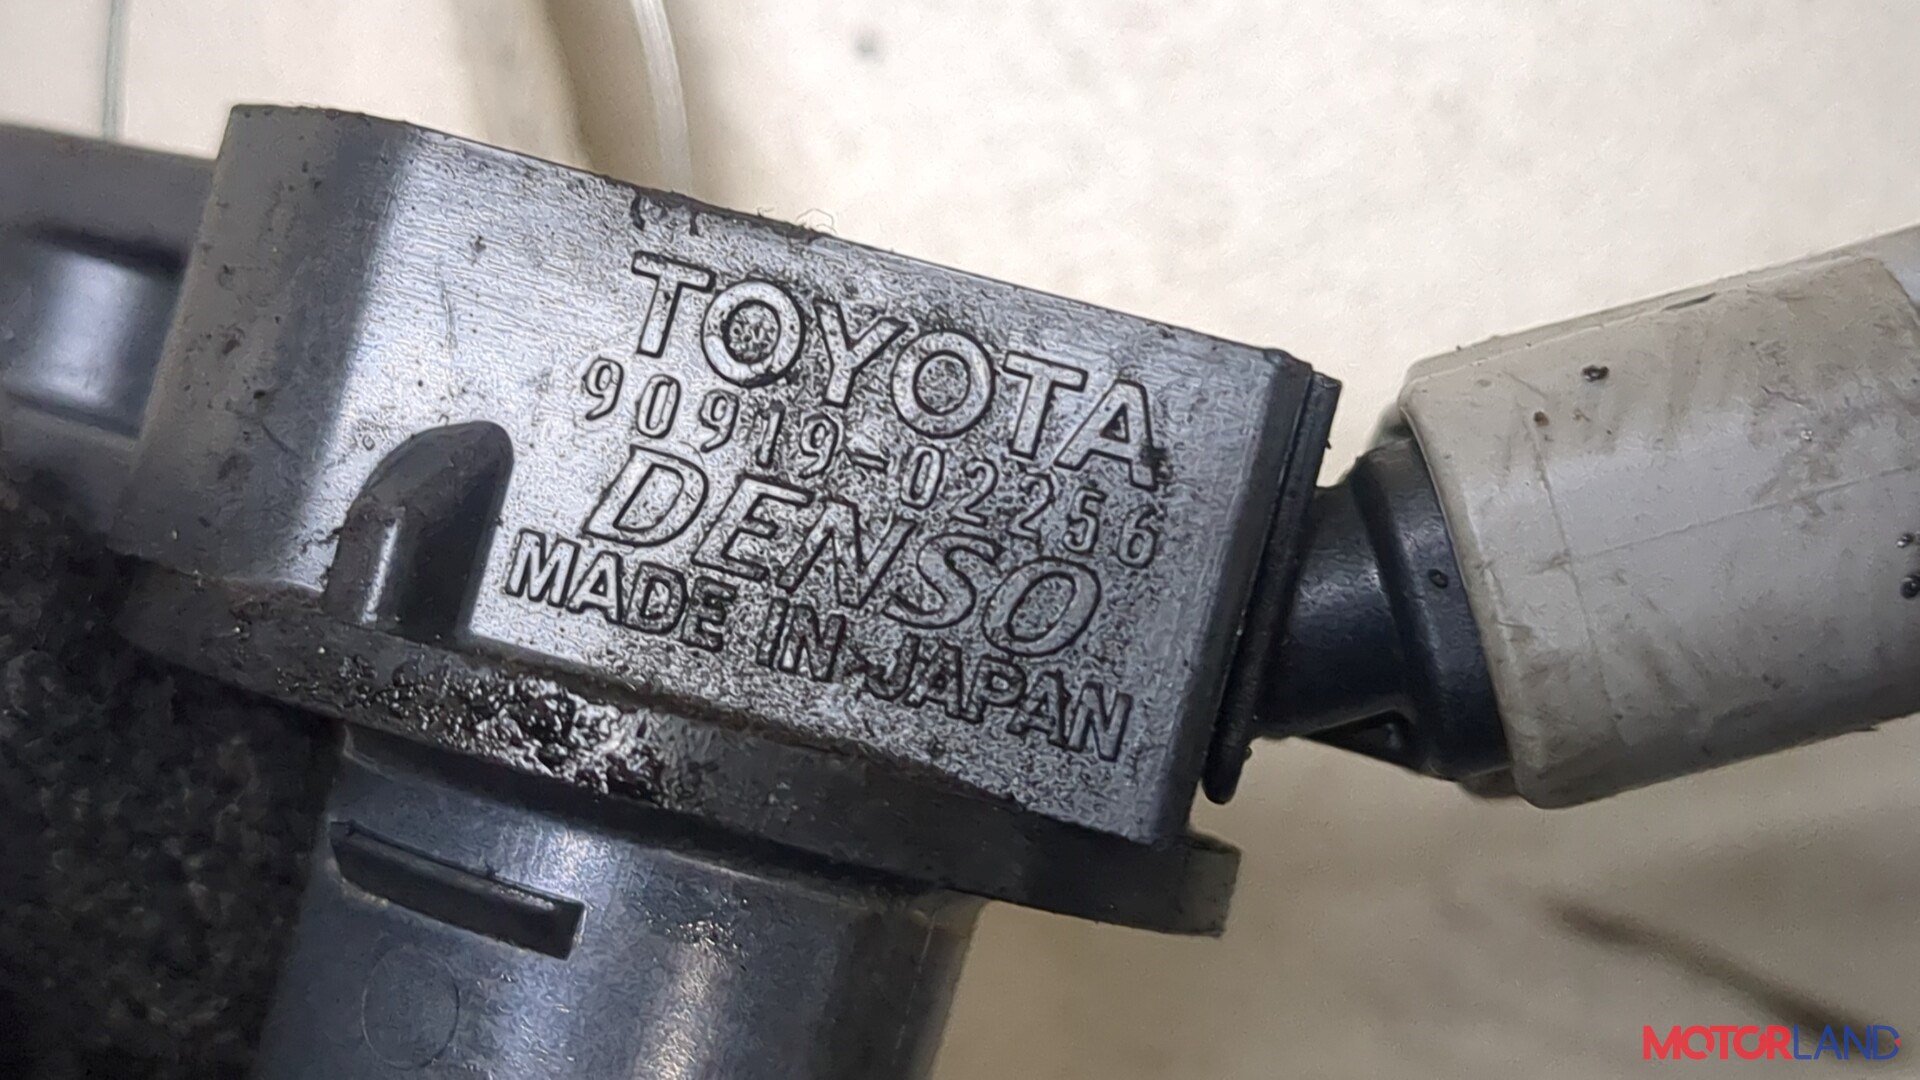 TOYOTA
90919-02256
DENSO
MADE IN JAPAN
MOTORLAND